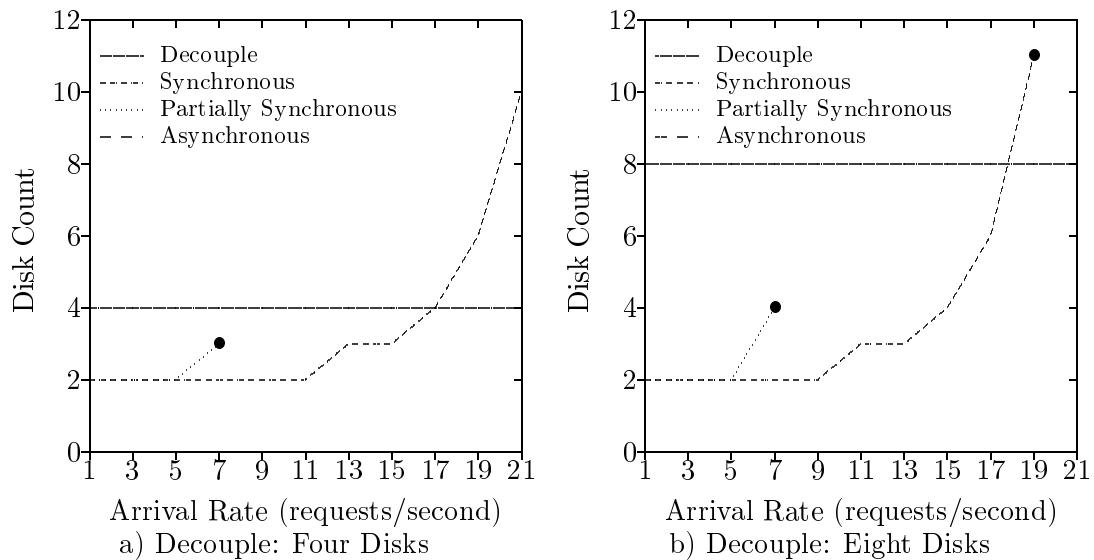 12
10
8
6
4
2
0
Disk Count
Decouple
Synchronous
Partially Synchronous
Asynchronous
1 3 5 7 9 11 13 15 17 19 21
Arrival Rate (requests/second)
a) Decouple: Four Disks
12
10
8
6
4
2
0
Disk Count
Decouple
Synchronous
Partially Synchronous
Asynchronous
1 3 5 7 9 11 13 15 17 19 21
Arrival Rate (requests/second)
b) Decouple: Eight Disks